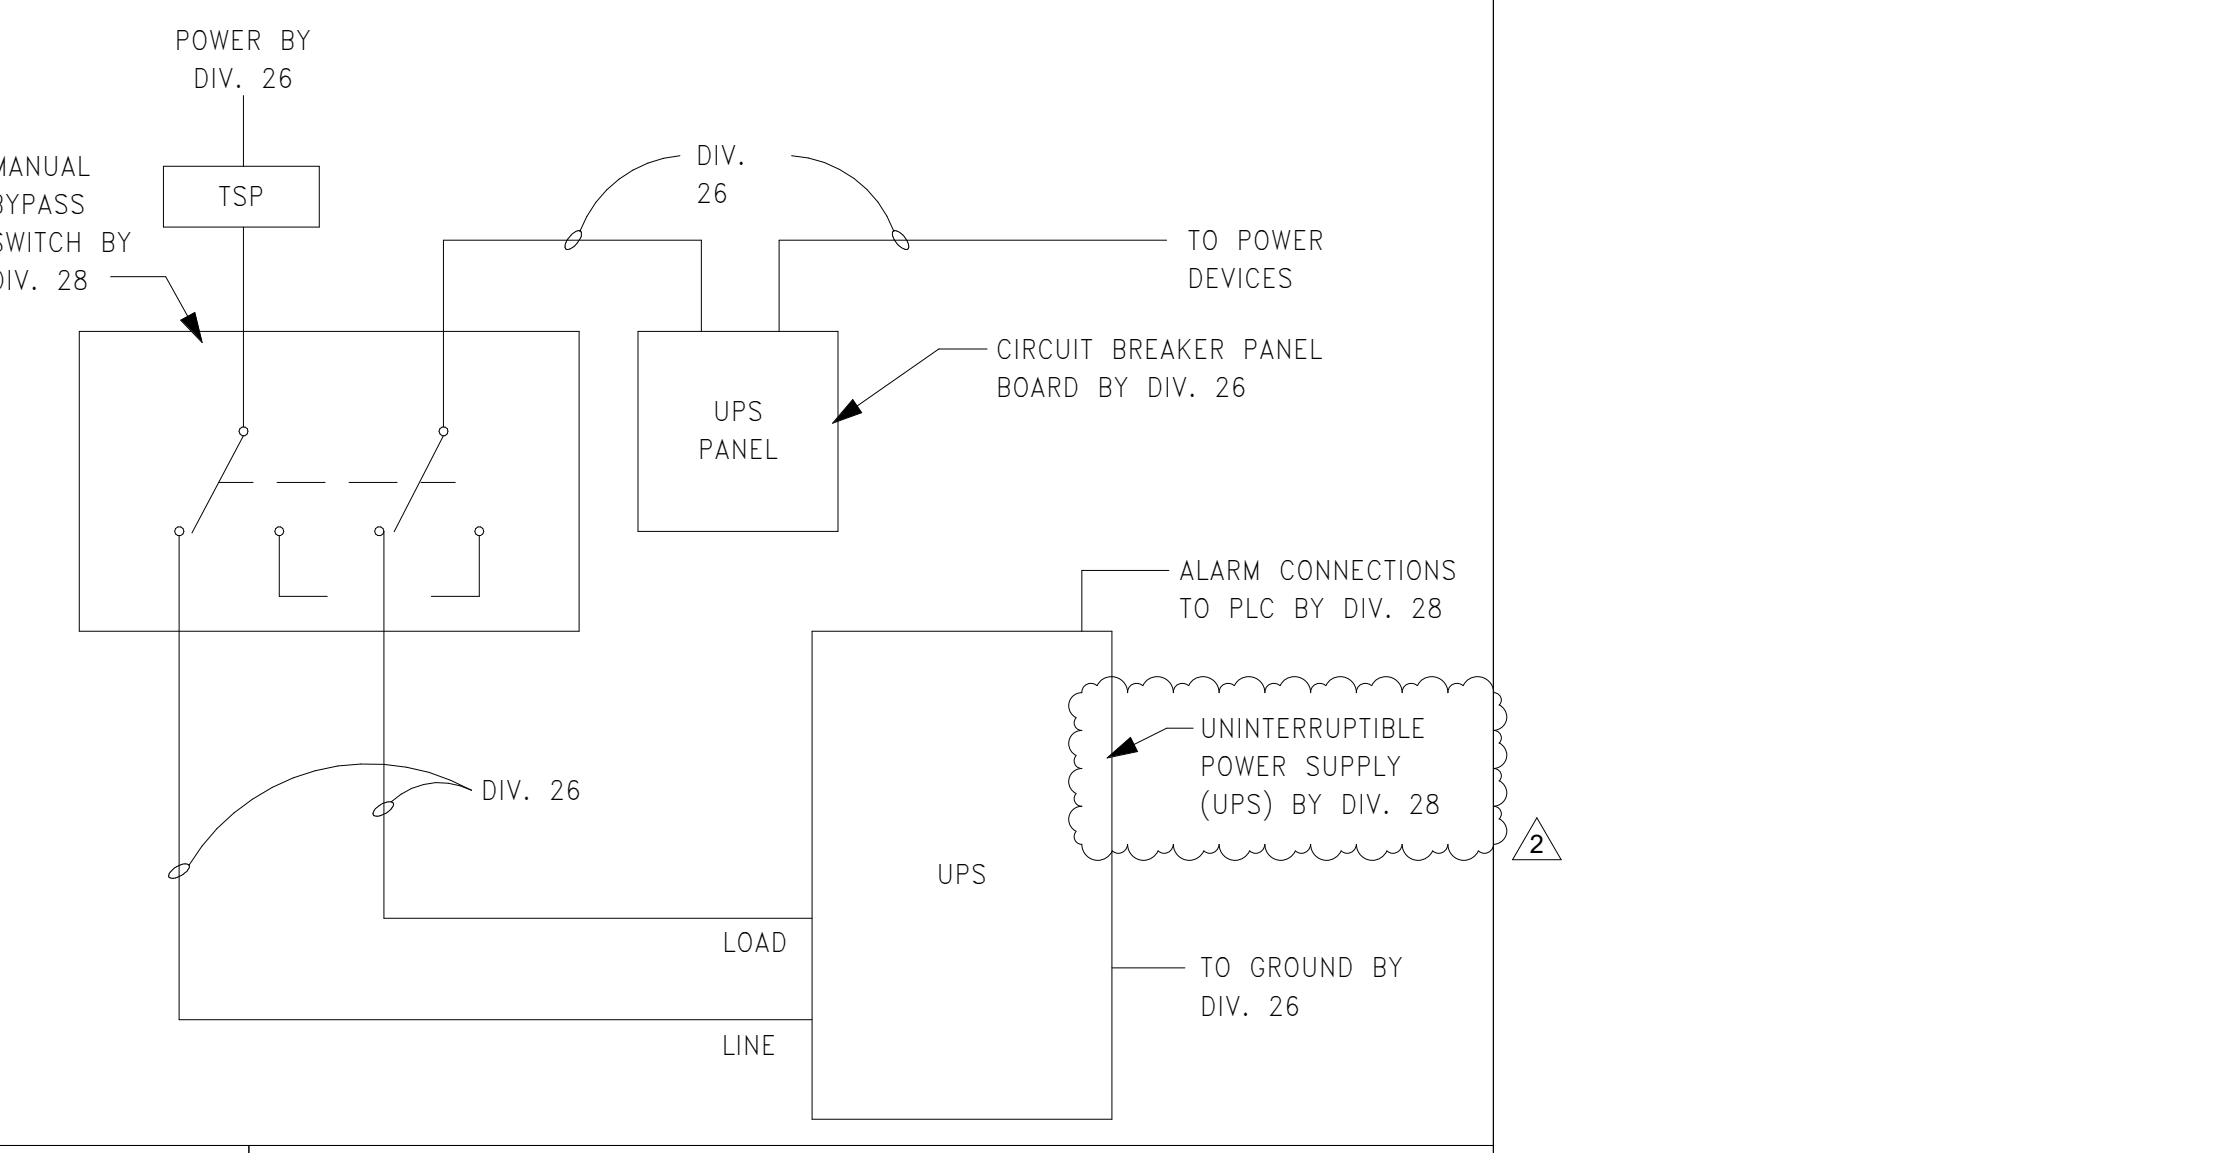 POWER BY
DIV. 26
MANUAL
BYPASS
SWITCH BY
DIV. 28
TSP
DIV.
26
TO POWER
DEVICES
CIRCUIT BREAKER PANEL
BOARD BY DIV. 26
UPS
PANEL
ALARM CONNECTIONS
TO PLC BY DIV. 28
UNINTERRUPTIBLE
POWER SUPPLY
(UPS) BY DIV. 28
2
DIV. 26
UPS
LOAD
TO GROUND BY
DIV. 26
LINE